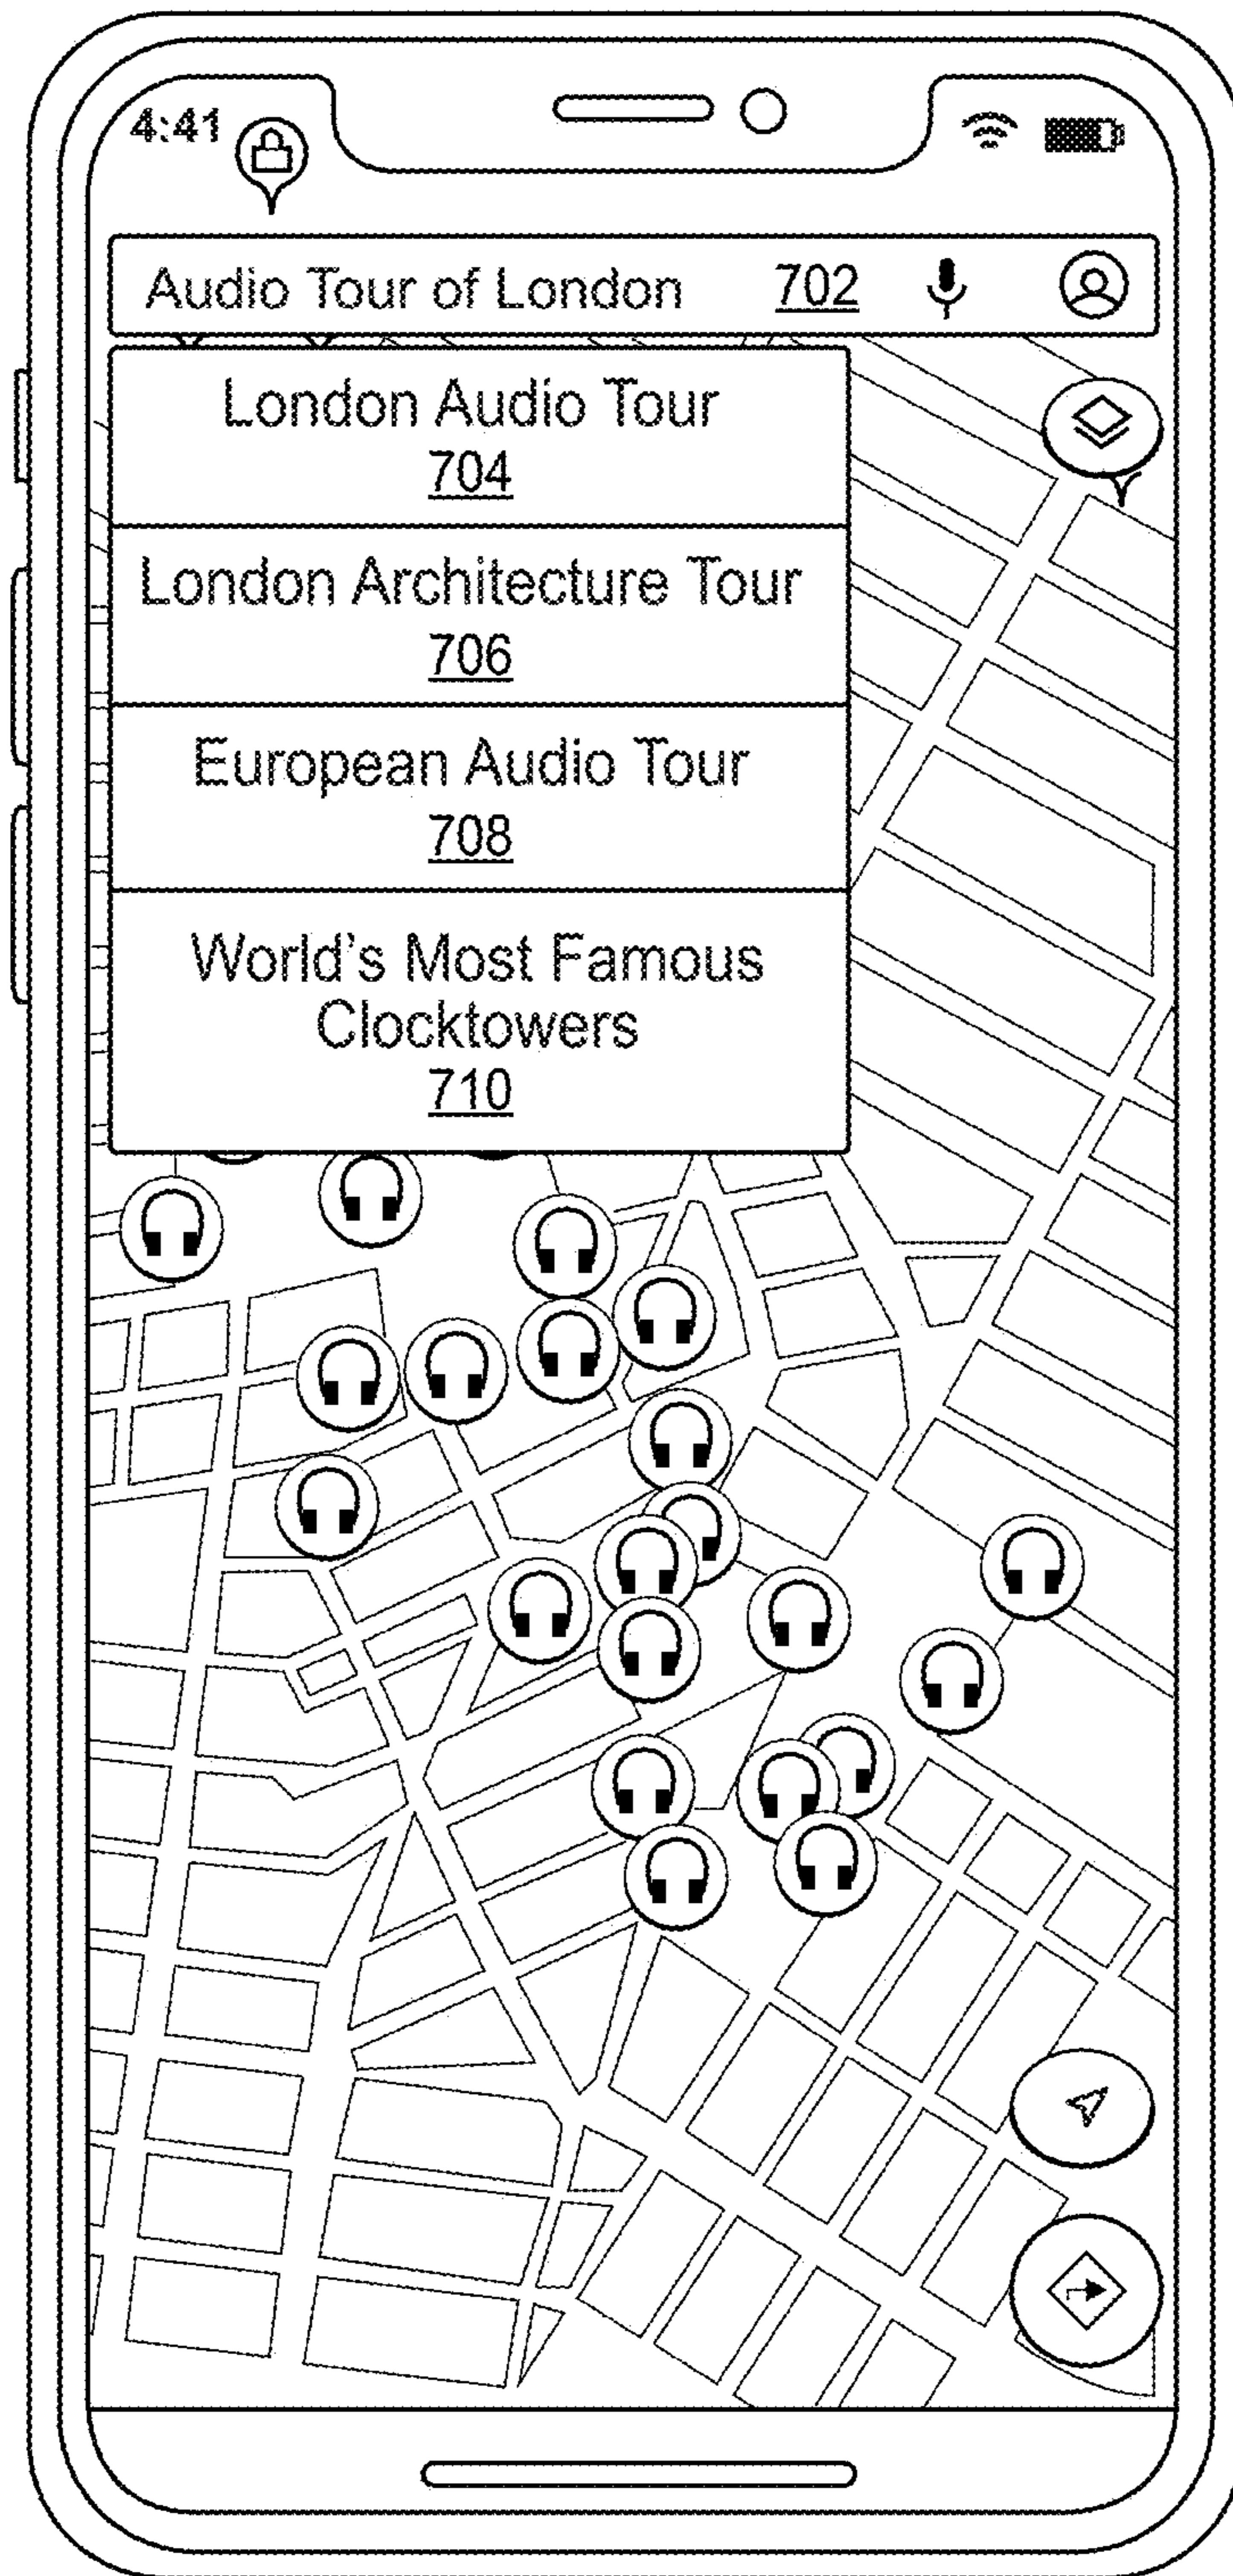 4:41
Audio Tour of London 702
London Audio Tour
704
London Architecture Tour
706
European Audio Tour
708
World's Most Famous
Clocktowers
710